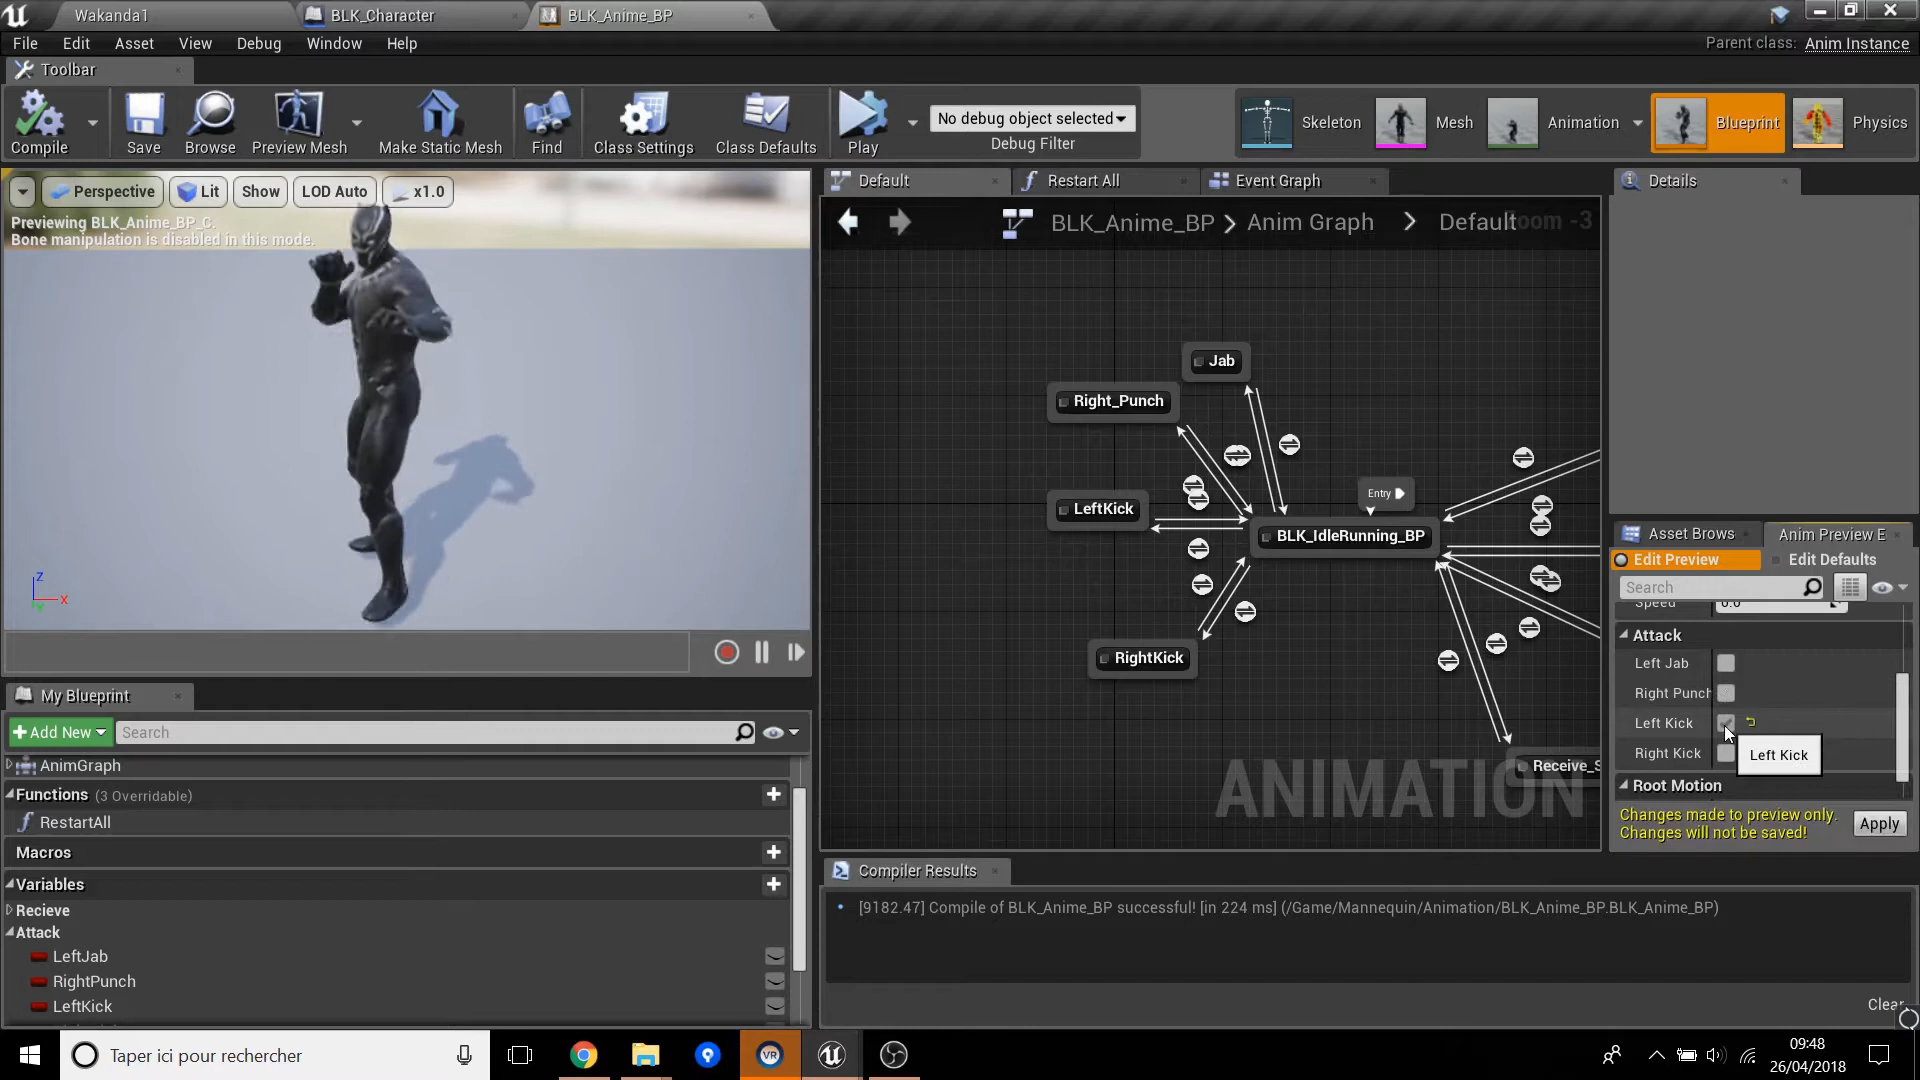 Wakanda1
BLK_Character
BLK_Anime_BP
File Edit Asset View Debug Window Help
Parent class: Anim Instance
Toolbar
Compile
Save
Browse
Preview Mesh
Make Static Mesh
Find
Class Settings
Class Defaults
Play
No debug object selected
Debug Filter
Skeleton
Mesh
Animation
Blueprint
Physics
Perspective
Lit
Show
LOD Auto
x1.0
Previewing BLK_Anime_BP_C.
Bone manipulation is disabled in this mode.
Z
X
Y
Default
Restart All
Event Graph
BLK_Anime_BP > Anim Graph > Default
oom -3
Jab
Right_Punch
Entry
LeftKick
BLK_IdleRunning_BP
RightKick
Receive_S
ANIMATION
Details
Asset Brows
Anim Preview E
Edit Preview
Edit Defaults
Search
Speed 0.0
Attack
Left Jab
Right Punch
Left Kick
Right Kick
Left Kick
Root Motion
Changes made to preview only.
Changes will not be saved!
Apply
My Blueprint
Add New
Search
AnimGraph
Functions (3 Overridable)
RestartAll
Macros
Variables
Recieve
Attack
LeftJab
RightPunch
LeftKick
Compiler Results
[9182.47] Compile of BLK_Anime_BP successful! [in 224 ms] (/Game/Mannequin/Animation/BLK_Anime_BP.BLK_Anime_BP)
Clear
Taper ici pour rechercher
VR
09:48
26/04/2018